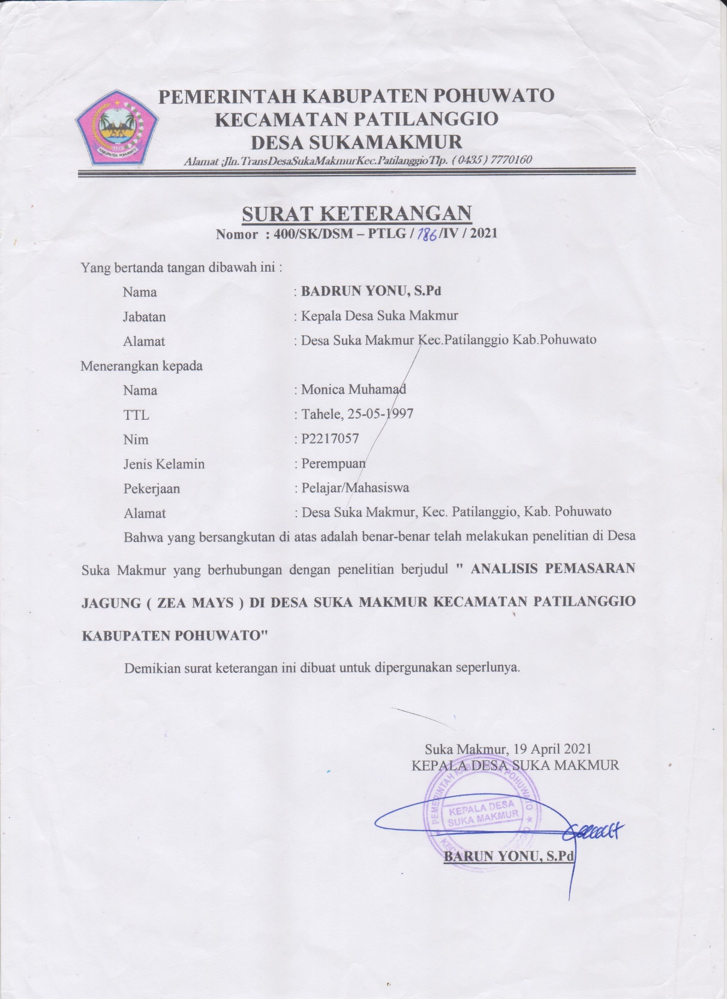 PEMERINTAH KABUPATEN POHUWATO
KECAMATAN PATILANGGIO
DESA SUKAMAKMUR
Alamat :Jln. TransDesaSukaMakmurKec.PatilanggioTlp. ( 0435 ) 7770160
KABUPATEN POHUWATO
SURAT KETERANGAN
Nomor : 400/SK/DSM – PTLG / 186 /IV / 2021
Yang bertanda tangan dibawah ini :
Nama : BADRUN YONU, S.Pd
Jabatan : Kepala Desa Suka Makmur
Alamat : Desa Suka Makmur Kec.Patilanggio Kab.Pohuwato
Menerangkan kepada
Nama : Monica Muhamad
TTL : Tahele, 25-05-1997
Nim : P2217057
Jenis Kelamin : Perempuan
Pekerjaan : Pelajar/Mahasiswa
Alamat : Desa Suka Makmur, Kec. Patilanggio, Kab. Pohuwato
Bahwa yang bersangkutan di atas adalah benar-benar telah melakukan penelitian di Desa
Suka Makmur yang berhubungan dengan penelitian berjudul " ANALISIS PEMASARAN
JAGUNG ( ZEA MAYS ) DI DESA SUKA MAKMUR KECAMATAN PATILANGGIO
KABUPATEN POHUWATO"
Demikian surat keterangan ini dibuat untuk dipergunakan seperlunya.
Suka Makmur, 19 April 2021
KEPALA DESA SUKA MAKMUR
PEMERINTAH KABUPATEN POHUWATO
KEPALA DESA
SUKA MAKMUR
BARUN YONU, S.Pd